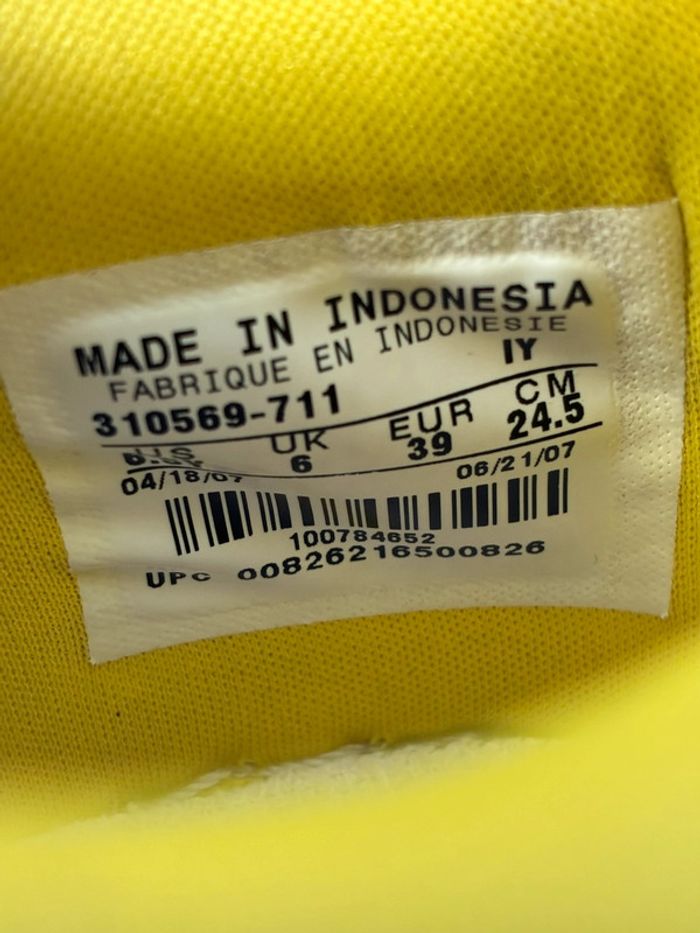 MADE IN INDONESIA
FABRIQUE EN INDONESIE
310569-711 IY
US UK EUR CM
6 39 24.5
04/18/07 06/21/07
100784652
UPC 00826216500826